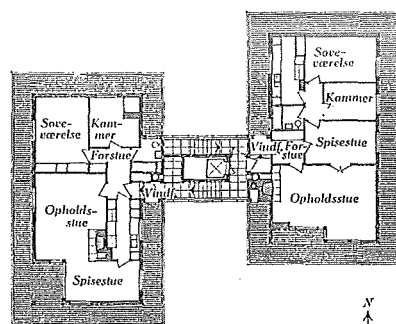 Sove-
værelse
Kam-
mer
Forstue
Vindf.
Opholds-
stue
Spisestue
Sove-
værelse
Kammer
Vindf.
For-
stue
Spisestue
Opholdsstue
N